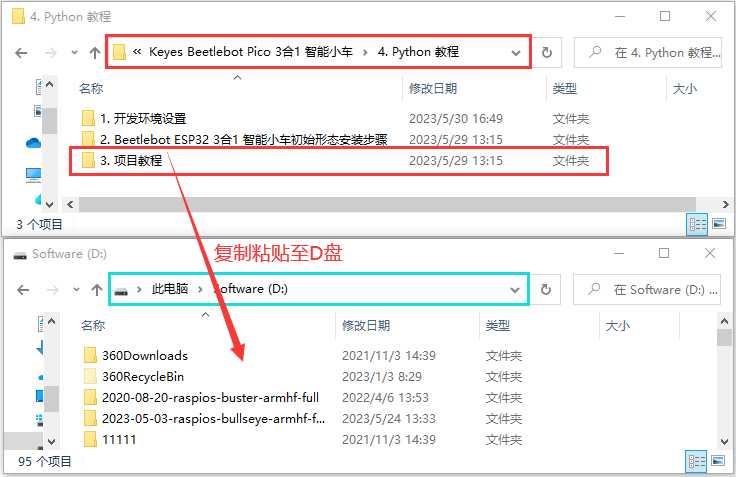 4. Python 教程
« Keyes Beetlebot Pico 3合1 智能小车 › 4. Python 教程
在 4. Python 教程...
名称 修改日期 类型 大小
1. 开发环境设置 2023/5/30 16:49 文件夹
2. Beetlebot ESP32 3合1 智能小车初始形态安装步骤 2023/5/29 13:15 文件夹
3. 项目教程 2023/5/29 13:15 文件夹
3 个项目
复制粘贴至D盘
Software (D:)
此电脑 › Software (D:)
在 Software (D:) ...
名称 修改日期 类型 大小
360Downloads 2021/11/3 14:39 文件夹
360RecycleBin 2023/1/3 8:29 文件夹
2020-08-20-raspios-buster-armhf-full 2022/4/6 13:53 文件夹
2023-05-03-raspios-bullseye-armhf-f... 2023/5/24 13:33 文件夹
11111 2021/11/3 14:39 文件夹
95 个项目